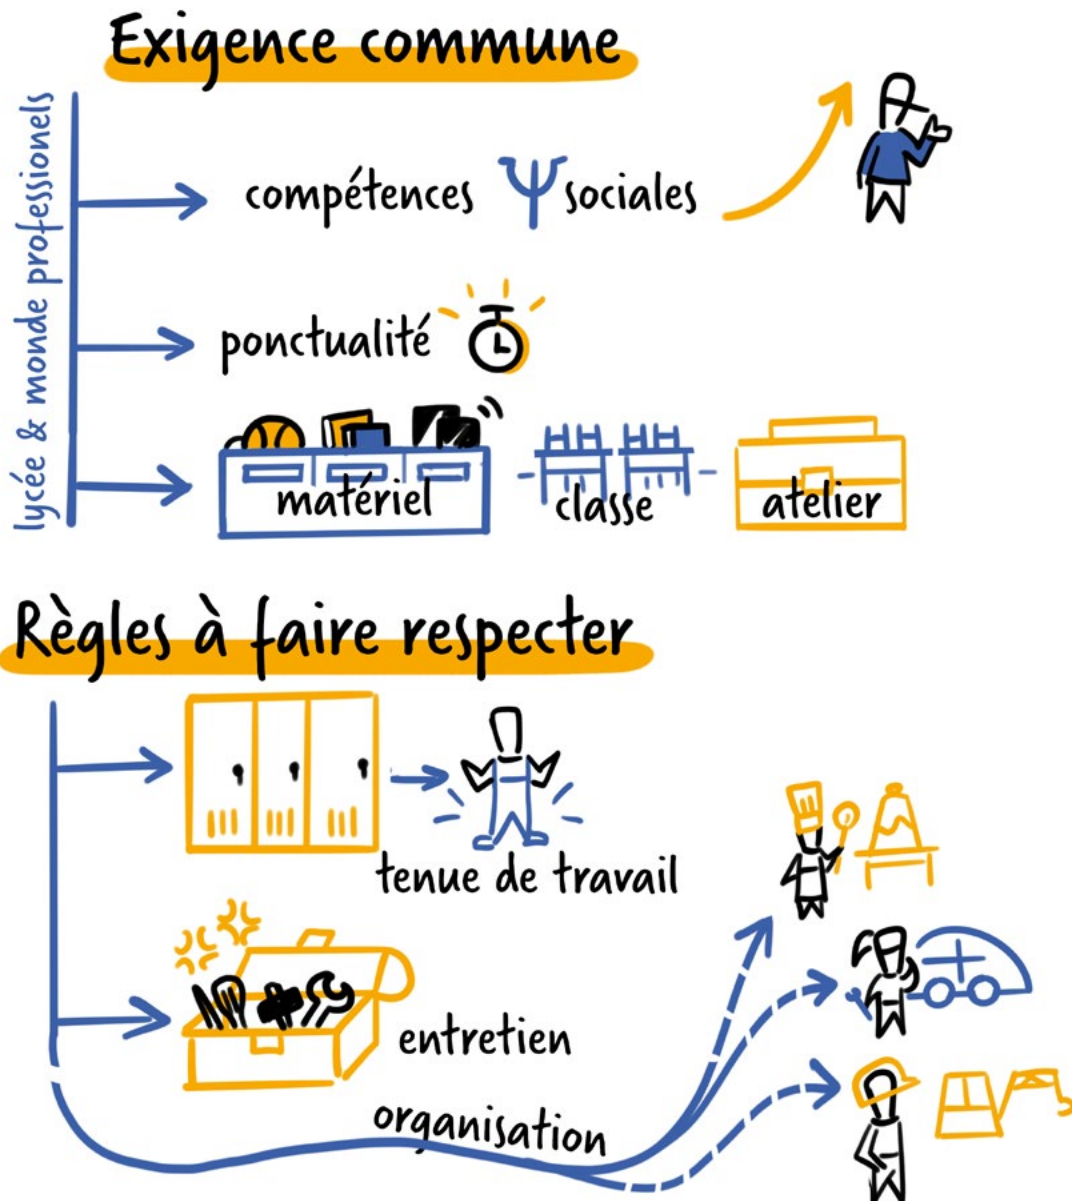 Exigence commune
lycée & monde professionels
compétences Ψ sociales
ponctualité
matériel
classe
atelier
Règles à faire respecter
tenue de travail
entretien
organisation